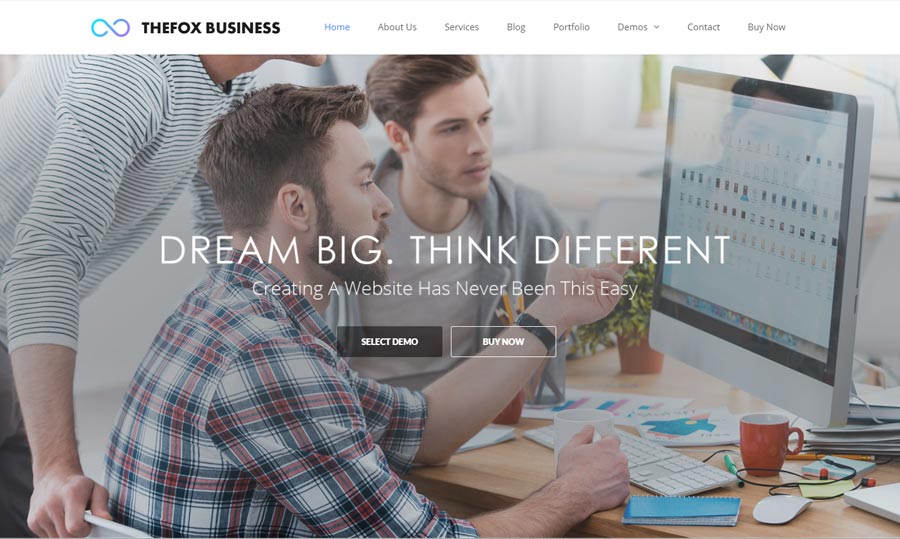 THEFOX BUSINESS
Home About Us Services Blog Portfolio Demos Contact Buy Now
DREAM BIG. THINK DIFFERENT
Creating A Website Has Never Been This Easy
SELECT DEMO BUY NOW